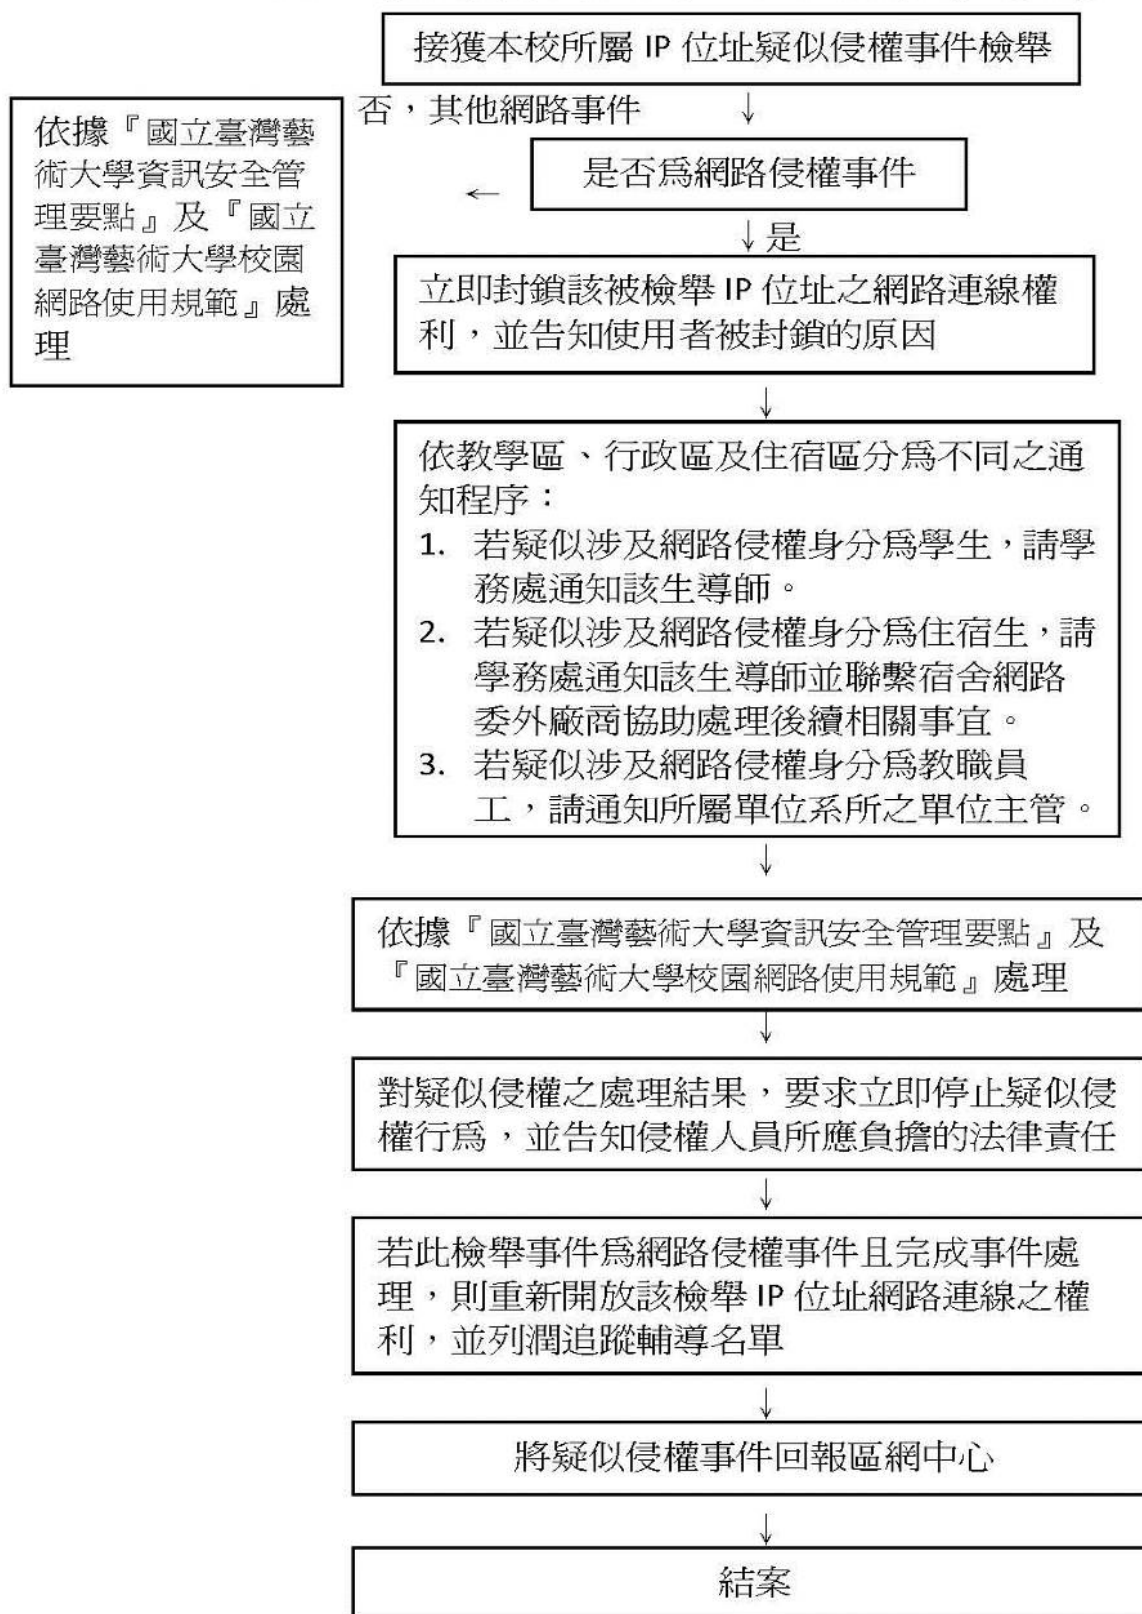 接獲本校所屬 IP 位址疑似侵權事件檢舉
否，其他網路事件
↓
依據『國立臺灣藝
術大學資訊安全管
理要點』及『國立
臺灣藝術大學校園
網路使用規範』處
理
←
是否為網路侵權事件
↓是
立即封鎖該被檢舉 IP 位址之網路連線權
利，並告知使用者被封鎖的原因
↓
依教學區、行政區及住宿區分為不同之通
知程序：
1. 若疑似涉及網路侵權身分為學生，請學
務處通知該生導師。
2. 若疑似涉及網路侵權身分為住宿生，請
學務處通知該生導師並聯繫宿舍網路
委外廠商協助處理後續相關事宜。
3. 若疑似涉及網路侵權身分為教職員
工，請通知所屬單位系所之單位主管。
↓
依據『國立臺灣藝術大學資訊安全管理要點』及
『國立臺灣藝術大學校園網路使用規範』處理
↓
對疑似侵權之處理結果，要求立即停止疑似侵
權行為，並告知侵權人員所應負擔的法律責任
↓
若此檢舉事件為網路侵權事件且完成事件處
理，則重新開放該檢舉 IP 位址網路連線之權
利，並列潤追蹤輔導名單
↓
將疑似侵權事件回報區網中心
↓
結案